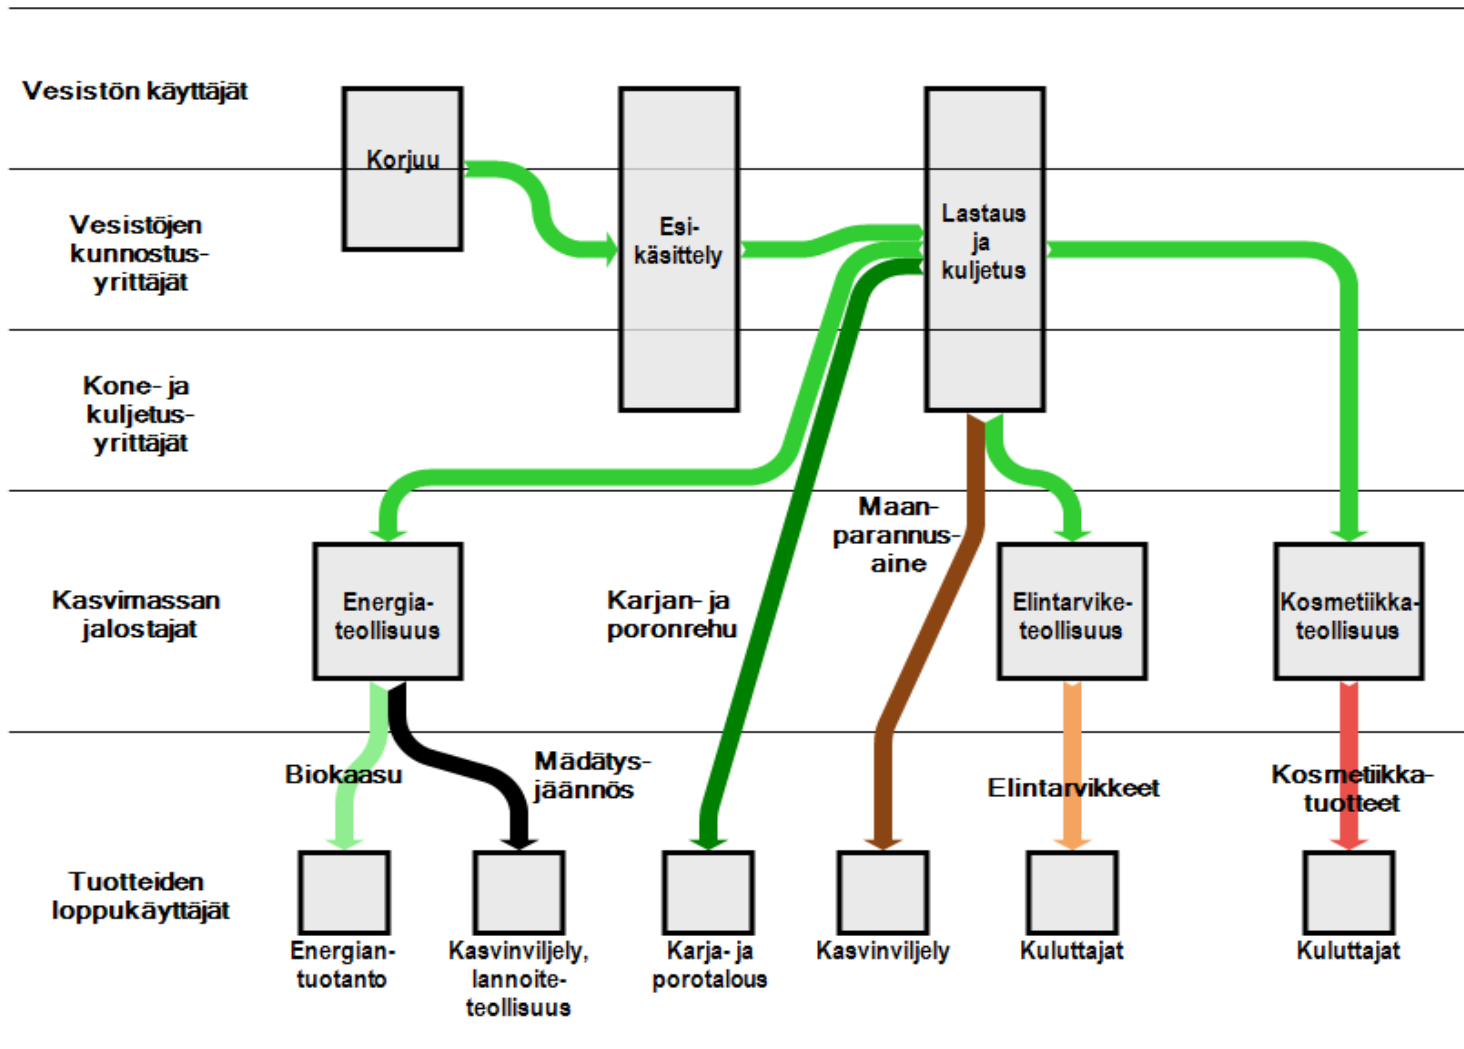 Vesistön käyttäjät
Korjuu
Vesistöjen
kunnostus-
yrittäjät
Esi-
käsittely
Lastaus
ja
kuljetus
Kone- ja
kuljetus-
yrittäjät
Maan-
parannus-
aine
Kasvimassan
jalostajat
Energia-
teollisuus
Karjan- ja
poronrehu
Elintarvike-
teollisuus
Kosmetiikka-
teollisuus
Biokaasu
Mädätys-
jäännös
Elintarvikkeet
Kosmetiikka-
tuotteet
Tuotteiden
loppukäyttäjät
Energian-
tuotanto
Kasvinviljely,
lannoite-
teollisuus
Karja- ja
porotalous
Kasvinviljely
Kuluttajat
Kuluttajat